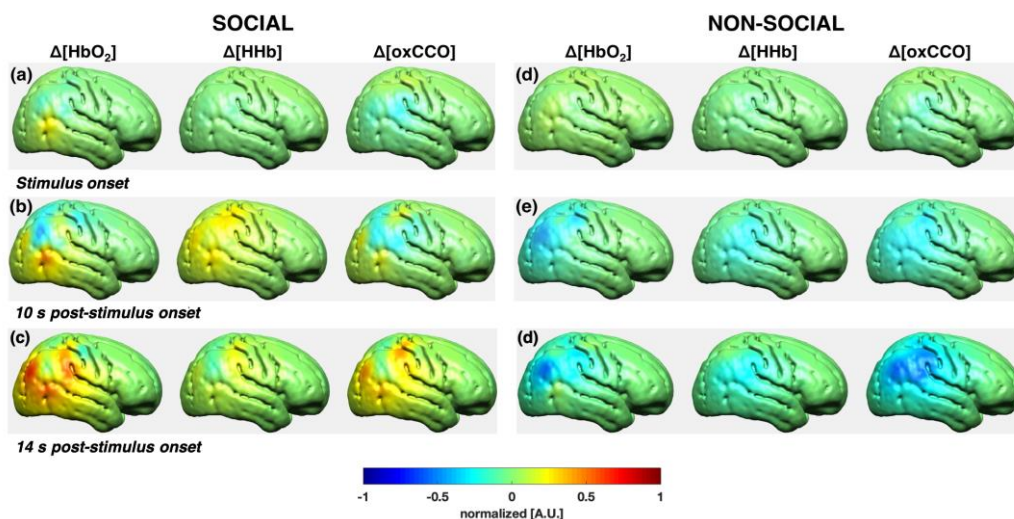 SOCIAL NON-SOCIAL
Δ[HbO₂] Δ[HHb] Δ[oxCCO] Δ[HbO₂] Δ[HHb] Δ[oxCCO]
(a) (d)
Stimulus onset
(b) (e)
10 s post-stimulus onset
(c) (d)
14 s post-stimulus onset
-1 -0.5 0 0.5 1
normalized [A.U.]